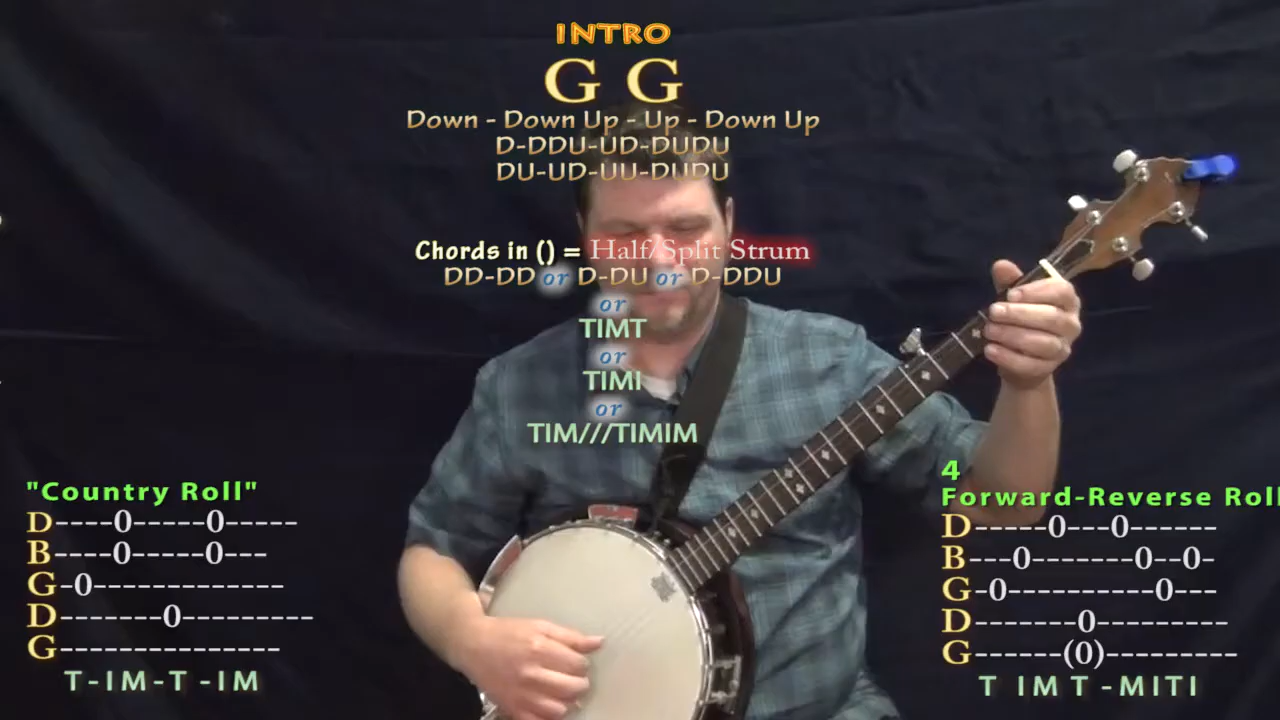 INTRO
G G
Down - Down Up - Up - Down Up
D-DDU-UD-DUDU
DU-UD-UU-DUDU
Chords in () = Half/Split Strum
DD-DD or D-DU or D-DDU
or
TIMT
or
TIMI
or
TIM///TIMIM
"Country Roll"
D----0-----0-----
B----0-----0---
G-0------------
D-------0---------
G---------------
T-IM-T -IM
4
Forward-Reverse Roll
D-----0---0------
B---0-------0--0-
G-0----------0---
D-------0---------
G------(0)---------
T IM T -MITI